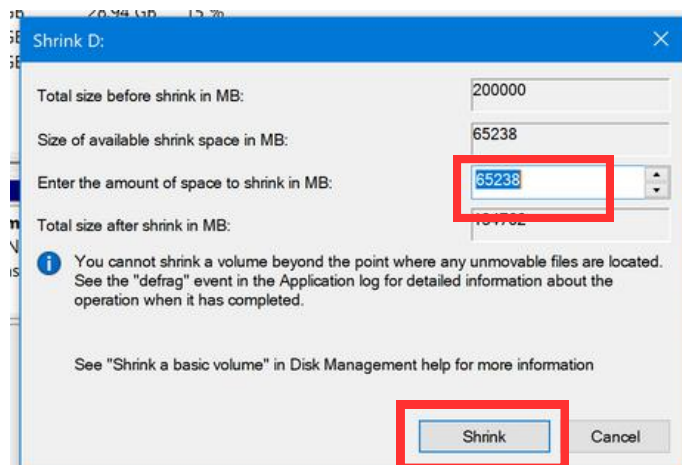 28.94 GB 15 %
Shrink D:
Total size before shrink in MB: 200000
Size of available shrink space in MB: 65238
Enter the amount of space to shrink in MB: 65238
Total size after shrink in MB:
You cannot shrink a volume beyond the point where any unmovable files are located.
See the "defrag" event in the Application log for detailed information about the
operation when it has completed.
See "Shrink a basic volume" in Disk Management help for more information
Shrink Cancel